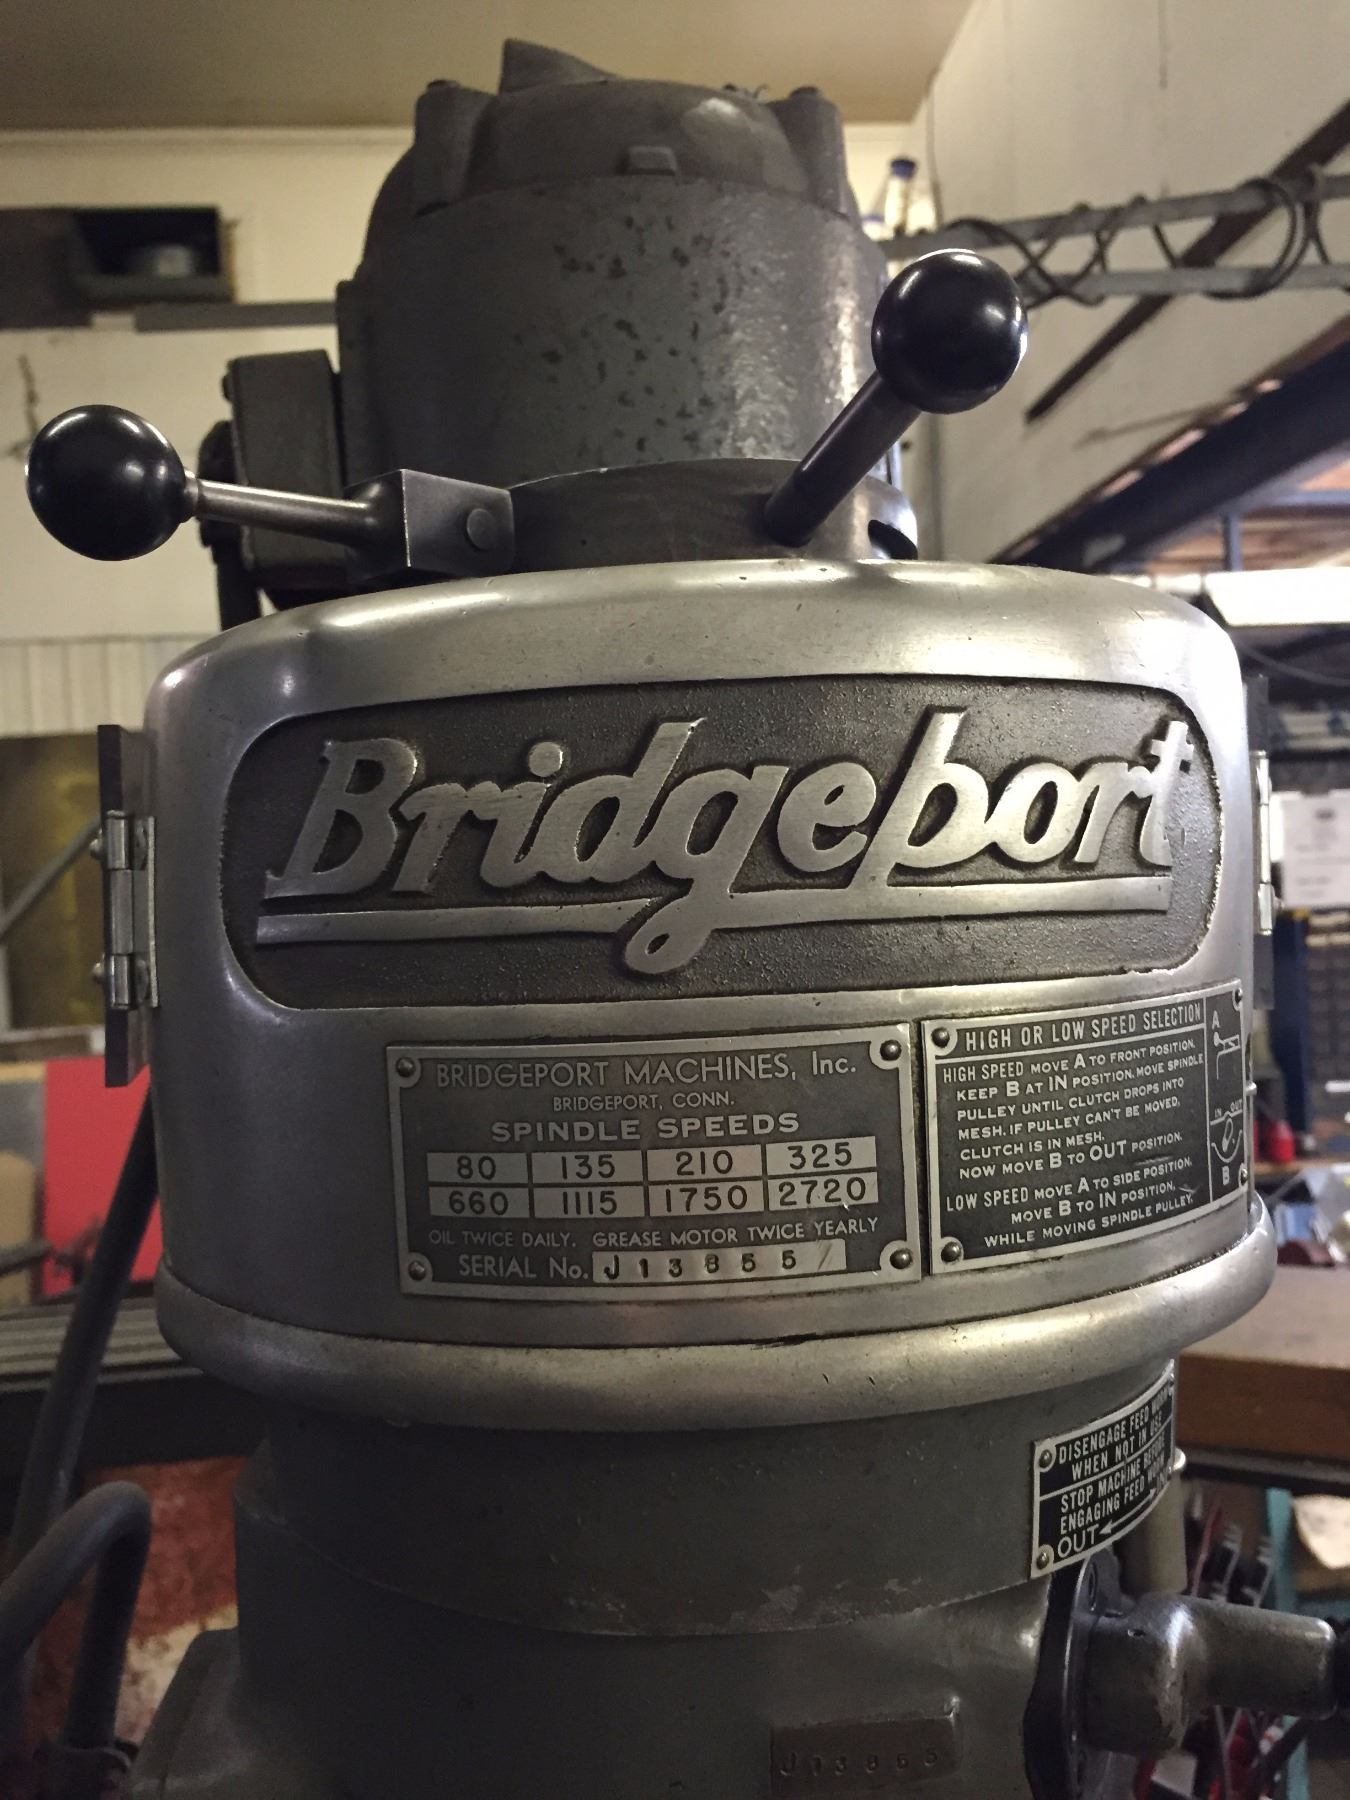 Bridgeport
BRIDGEPORT MACHINES, Inc.
BRIDGEPORT, CONN.
SPINDLE SPEEDS
80 135 210 325
660 1115 1750 2720
OIL TWICE DAILY. GREASE MOTOR TWICE YEARLY
SERIAL No. J13855
HIGH OR LOW SPEED SELECTION
HIGH SPEED MOVE A TO FRONT POSITION.
KEEP B AT IN POSITION. MOVE SPINDLE
PULLEY UNTIL CLUTCH DROPS INTO
MESH. IF PULLEY CAN'T BE MOVED,
CLUTCH IS IN MESH.
NOW MOVE B TO OUT POSITION.
LOW SPEED MOVE A TO SIDE POSITION.
MOVE B TO IN POSITION.
WHILE MOVING SPINDLE PULLEY.
A
IN OUT
B
DISENGAGE FEED WORM
WHEN NOT IN USE
STOP MACHINE BEFORE
ENGAGING FEED WORM
OUT
J13855